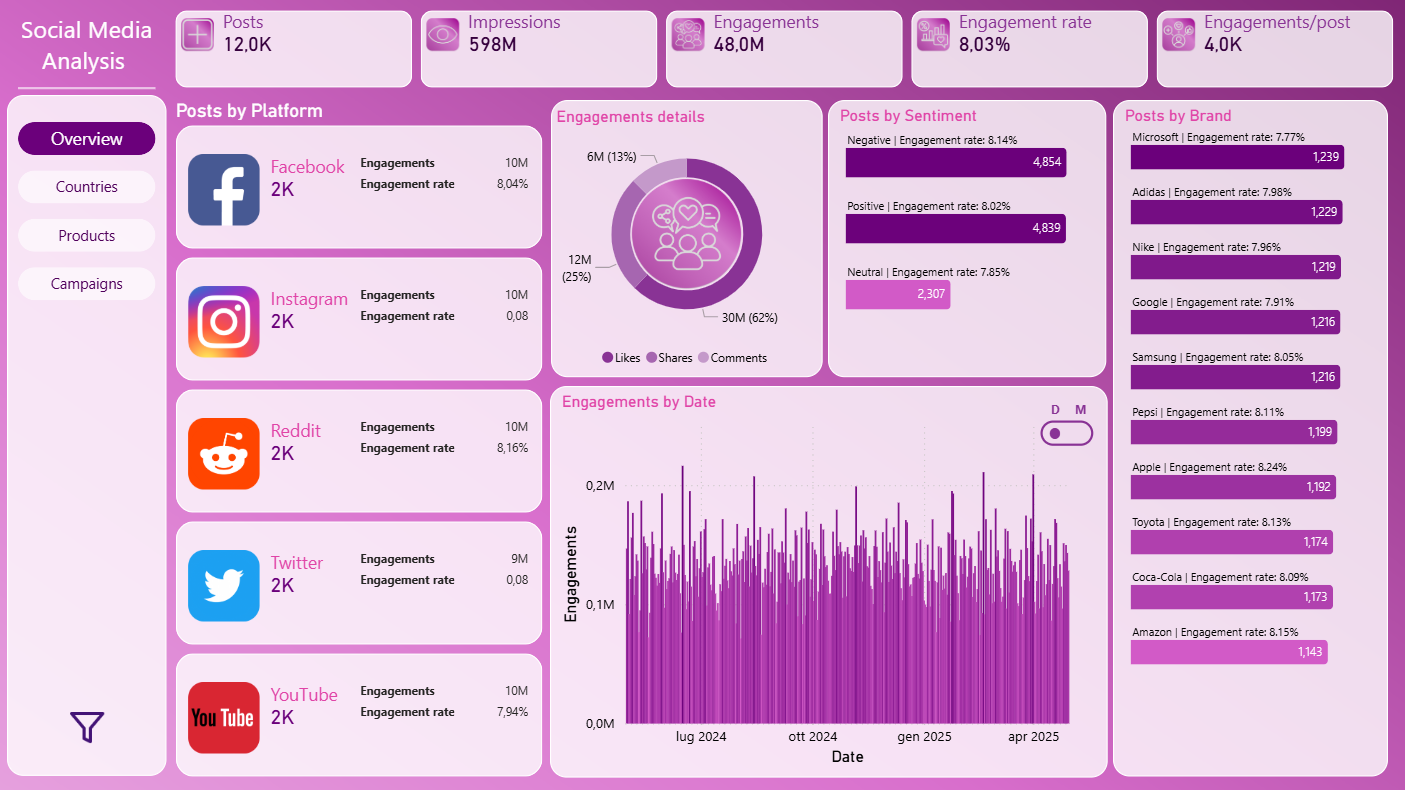 Social Media
Analysis
Overview
Countries
Products
Campaigns
Posts
12,0K
Impressions
598M
Engagements
48,0M
Engagement rate
8,03%
Engagements/post
4,0K
Posts by Platform
Facebook
2K
Engagements 10M
Engagement rate 8,04%
Instagram
2K
Engagements 10M
Engagement rate 0,08
Reddit
2K
Engagements 10M
Engagement rate 8,16%
Twitter
2K
Engagements 9M
Engagement rate 0,08
You Tube
YouTube
2K
Engagements 10M
Engagement rate 7,94%
Engagements details
6M (13%)
12M
(25%)
30M (62%)
Likes Shares Comments
Posts by Sentiment
Negative | Engagement rate: 8.14%
4,854
Positive | Engagement rate: 8.02%
4,839
Neutral | Engagement rate: 7.85%
2,307
Engagements by Date
D M
Engagements
0,2M
0,1M
0,0M
lug 2024 ott 2024 gen 2025 apr 2025
Date
Posts by Brand
Microsoft | Engagement rate: 7.77%
1,239
Adidas | Engagement rate: 7.98%
1,229
Nike | Engagement rate: 7.96%
1,219
Google | Engagement rate: 7.91%
1,216
Samsung | Engagement rate: 8.05%
1,216
Pepsi | Engagement rate: 8.11%
1,199
Apple | Engagement rate: 8.24%
1,192
Toyota | Engagement rate: 8.13%
1,174
Coca-Cola | Engagement rate: 8.09%
1,173
Amazon | Engagement rate: 8.15%
1,143